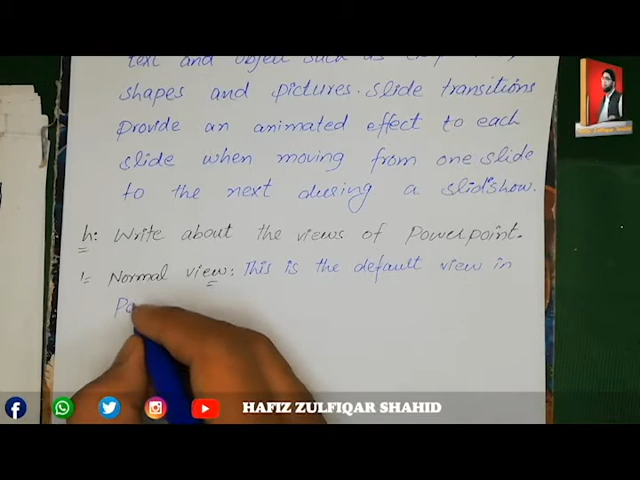 text and object such as
shapes and pictures. slide transitions
provide an animated effect to each
slide when moving from one slide
to the next during a slidshow.
h: Write about the views of Powerpoint.
1= Normal view: This is the default view in
HAFIZ ZULFIQAR SHAHID